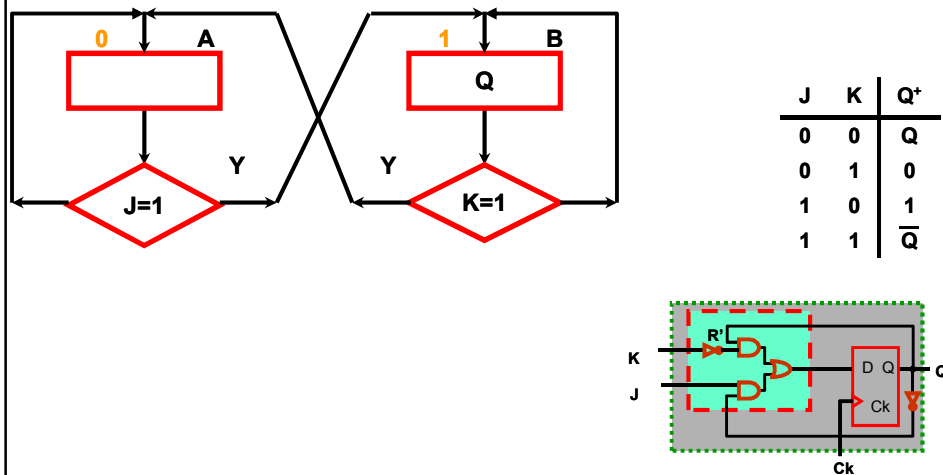 0 A
1 B
Q
Y
Y
J=1
K=1
J K Q⁺
0 0 Q
0 1 0
1 0 1
1 1 Q̅
R'
K
J
D Q
Q
Ck
Ck